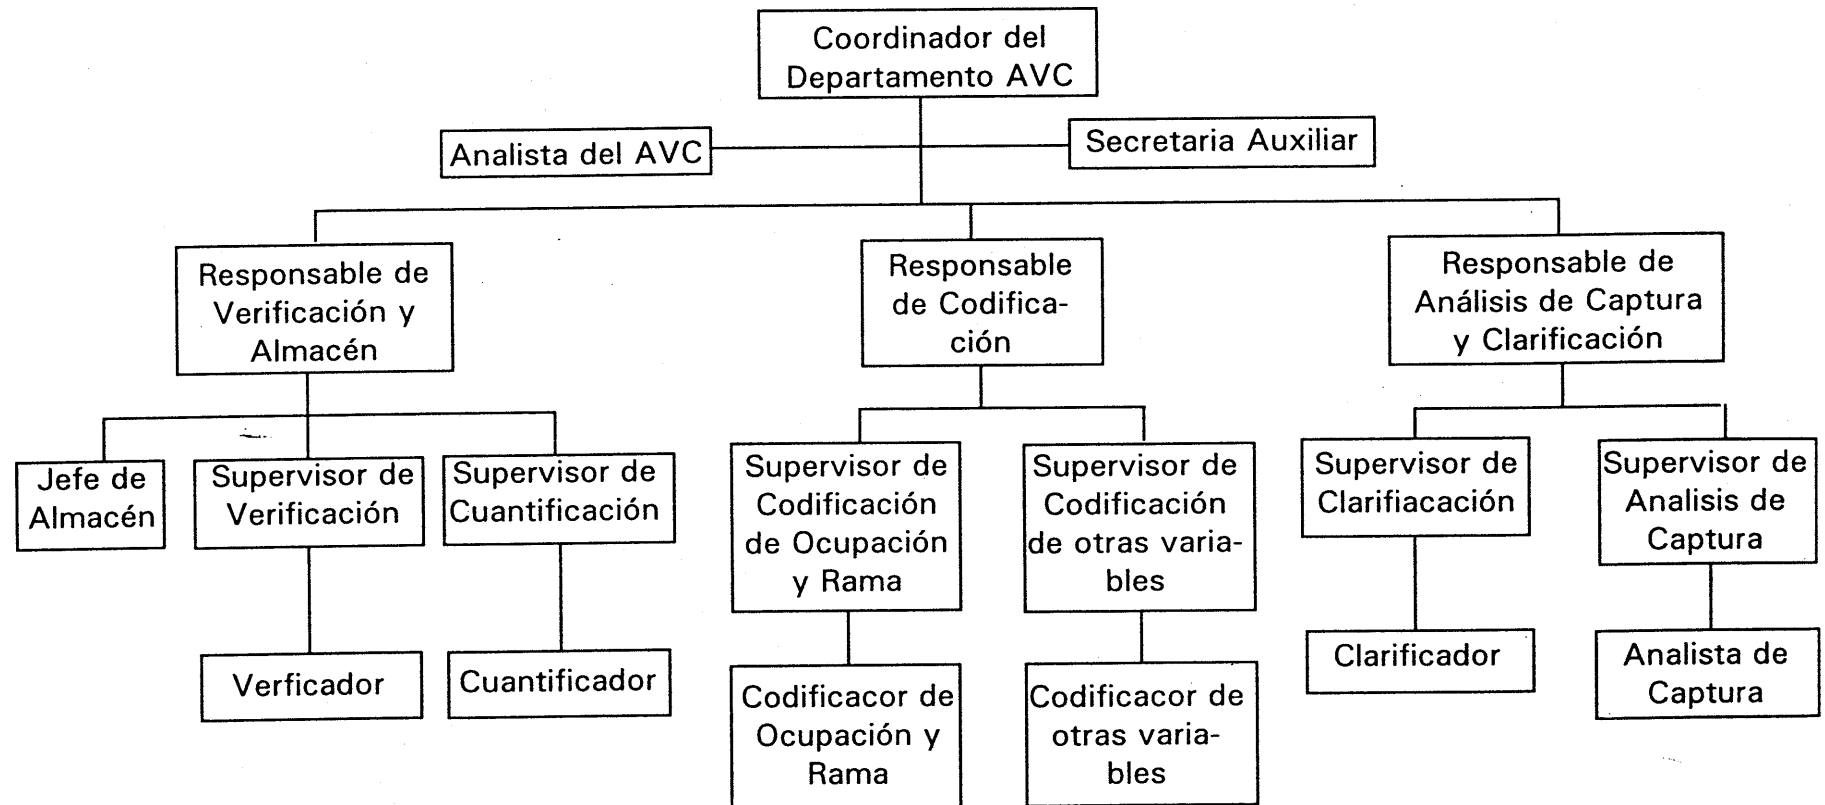 Coordinador del
Departamento AVC
Analista del AVC
Secretaria Auxiliar
Responsable de
Verificación y
Almacén
Responsable
de Codifica-
ción
Responsable de
Análisis de Captura
y Clarificación
Jefe de
Almacén
Supervisor de
Verificación
Supervisor de
Cuantificación
Supervisor de
Codificación
de Ocupación
y Rama
Supervisor de
Codificación
de otras varia-
bles
Supervisor de
Clarifiacación
Supervisor de
Analisis de
Captura
Verficador
Cuantificador
Codificacor de
Ocupación y
Rama
Codificacor de
otras varia-
bles
Clarificador
Analista de
Captura